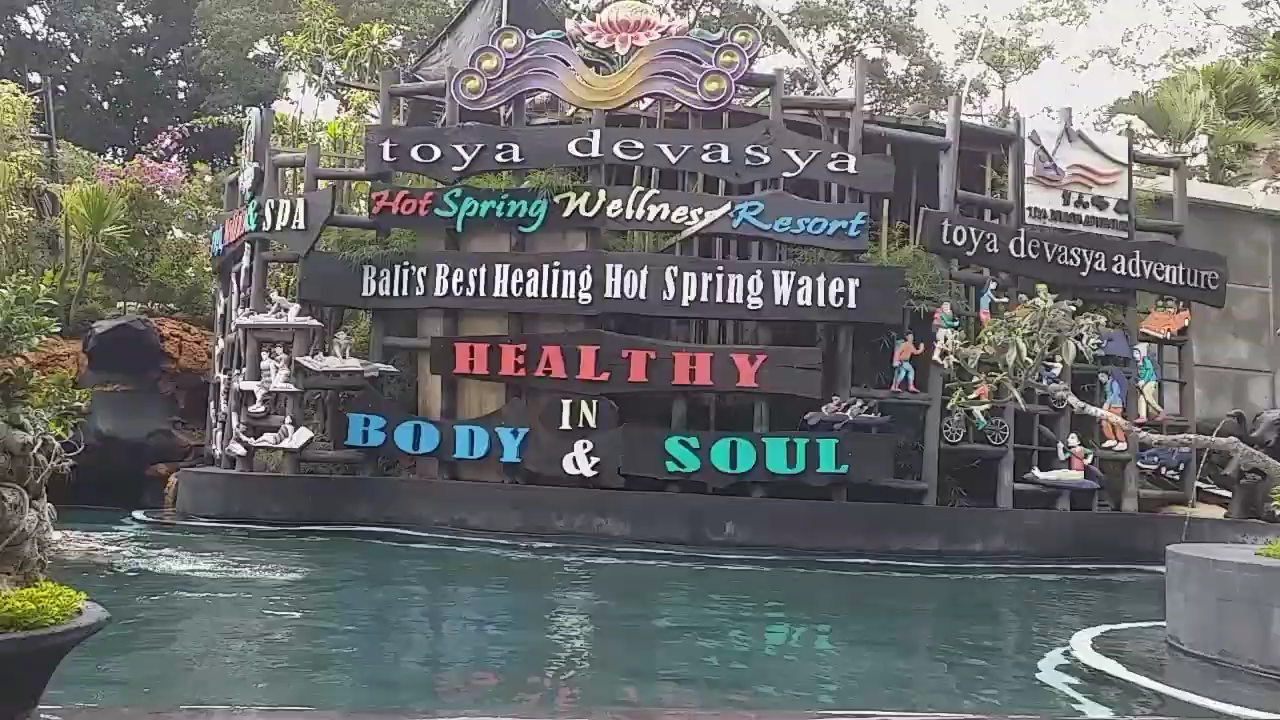 toya devasya
Hot Spring Wellness Resort
Bali's Best Healing Hot Spring Water
HEALTHY
IN
BODY & SOUL
& SPA
toya devasya adventure